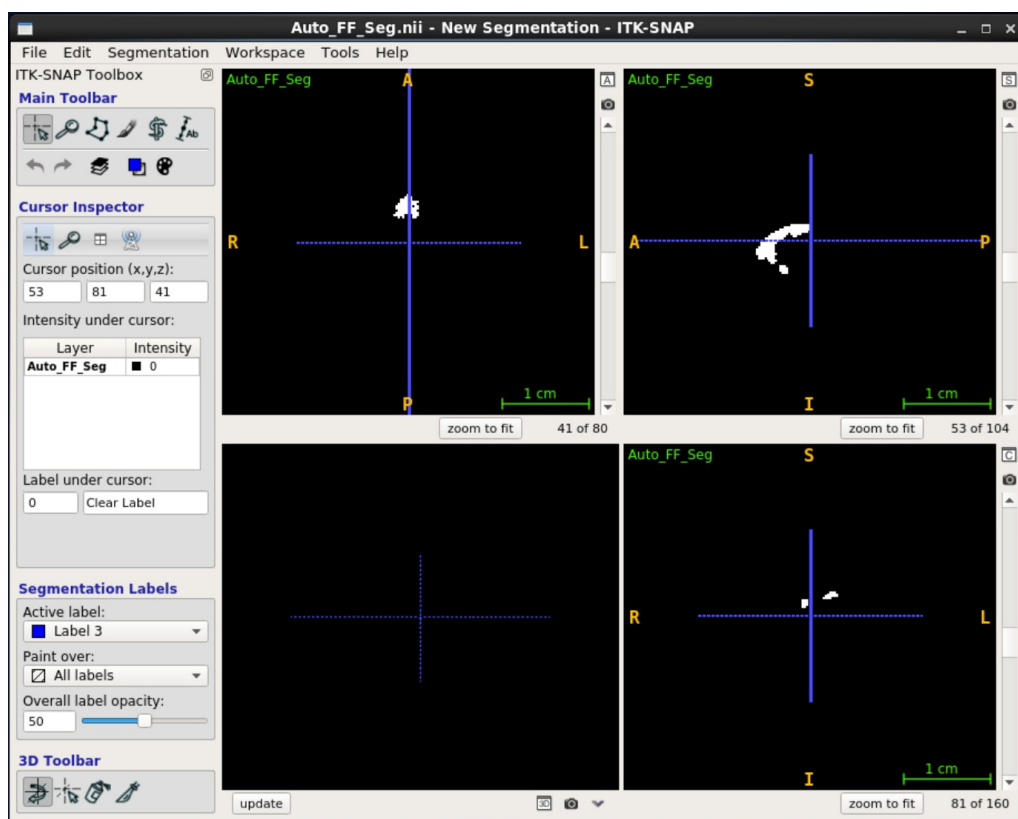 Auto_FF_Seg.nii - New Segmentation - ITK-SNAP
File Edit Segmentation Workspace Tools Help
ITK-SNAP Toolbox
Main Toolbar
Ab
Cursor Inspector
Cursor position (x,y,z):
53 81 41
Intensity under cursor:
Layer Intensity
Auto_FF_Seg 0
Label under cursor:
0 Clear Label
Segmentation Labels
Active label:
Label 3
Paint over:
All labels
Overall label opacity:
50
3D Toolbar
Auto_FF_Seg
A
A
R
L
1 cm
P
zoom to fit 41 of 80
Auto_FF_Seg
S
S
A
P
1 cm
I
zoom to fit 53 of 104
update
3D
Auto_FF_Seg
S
C
R
L
1 cm
I
zoom to fit 81 of 160